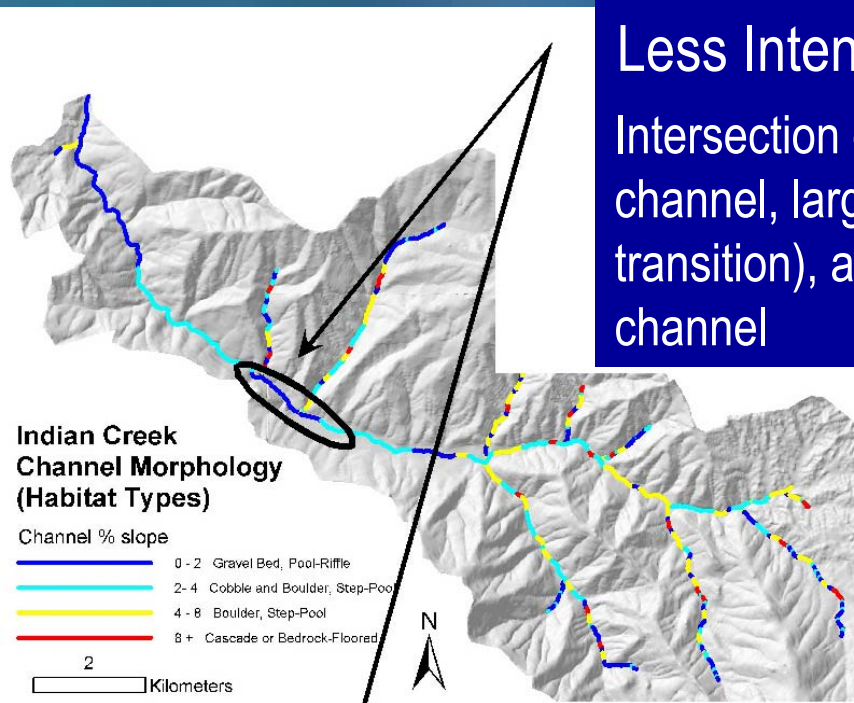 Less Inten
Intersection
channel, larg
transition), a
channel
Indian Creek
Channel Morphology
(Habitat Types)
Channel % slope
0 - 2 Gravel Bed, Pool-Riffle
2- 4 Cobble and Boulder, Step-Pool
4 - 8 Boulder, Step-Pool
8 + Cascade or Bedrock-Floored
2
Kilometers
N